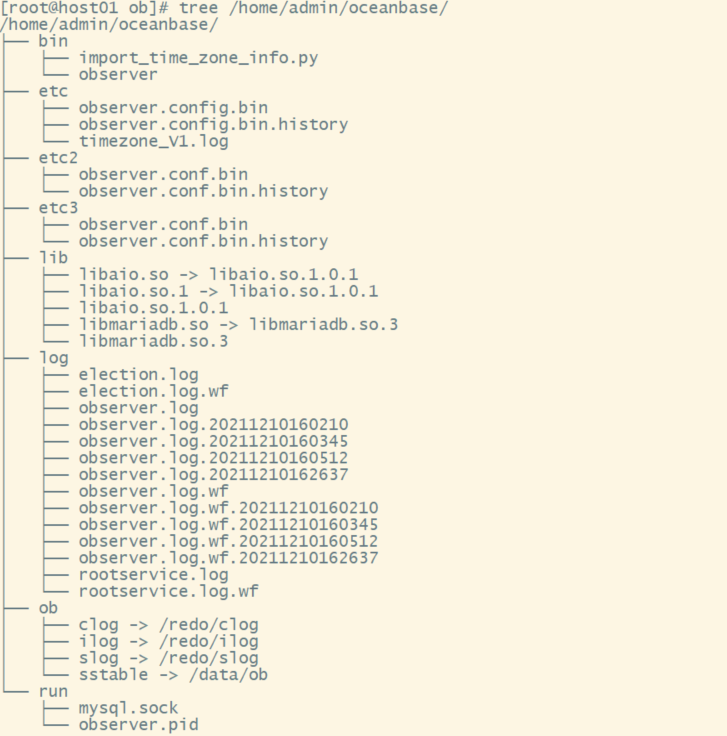 [root@host01 ob]# tree /home/admin/oceanbase/
/home/admin/oceanbase/
├── bin
│   ├── import_time_zone_info.py
│   └── observer
├── etc
│   ├── observer.config.bin
│   ├── observer.config.bin.history
│   └── timezone_V1.log
├── etc2
│   ├── observer.conf.bin
│   └── observer.conf.bin.history
├── etc3
│   ├── observer.conf.bin
│   └── observer.conf.bin.history
├── lib
│   ├── libaio.so -> libaio.so.1.0.1
│   ├── libaio.so.1 -> libaio.so.1.0.1
│   ├── libaio.so.1.0.1
│   ├── libmariadb.so -> libmariadb.so.3
│   └── libmariadb.so.3
├── log
│   ├── election.log
│   ├── election.log.wf
│   ├── observer.log
│   ├── observer.log.20211210160210
│   ├── observer.log.20211210160345
│   ├── observer.log.20211210160512
│   ├── observer.log.20211210162637
│   ├── observer.log.wf
│   ├── observer.log.wf.20211210160210
│   ├── observer.log.wf.20211210160345
│   ├── observer.log.wf.20211210160512
│   ├── observer.log.wf.20211210162637
│   ├── rootservice.log
│   └── rootservice.log.wf
├── ob
│   ├── clog -> /redo/clog
│   ├── ilog -> /redo/ilog
│   ├── slog -> /redo/slog
│   └── sstable -> /data/ob
└── run
    ├── mysql.sock
    └── observer.pid